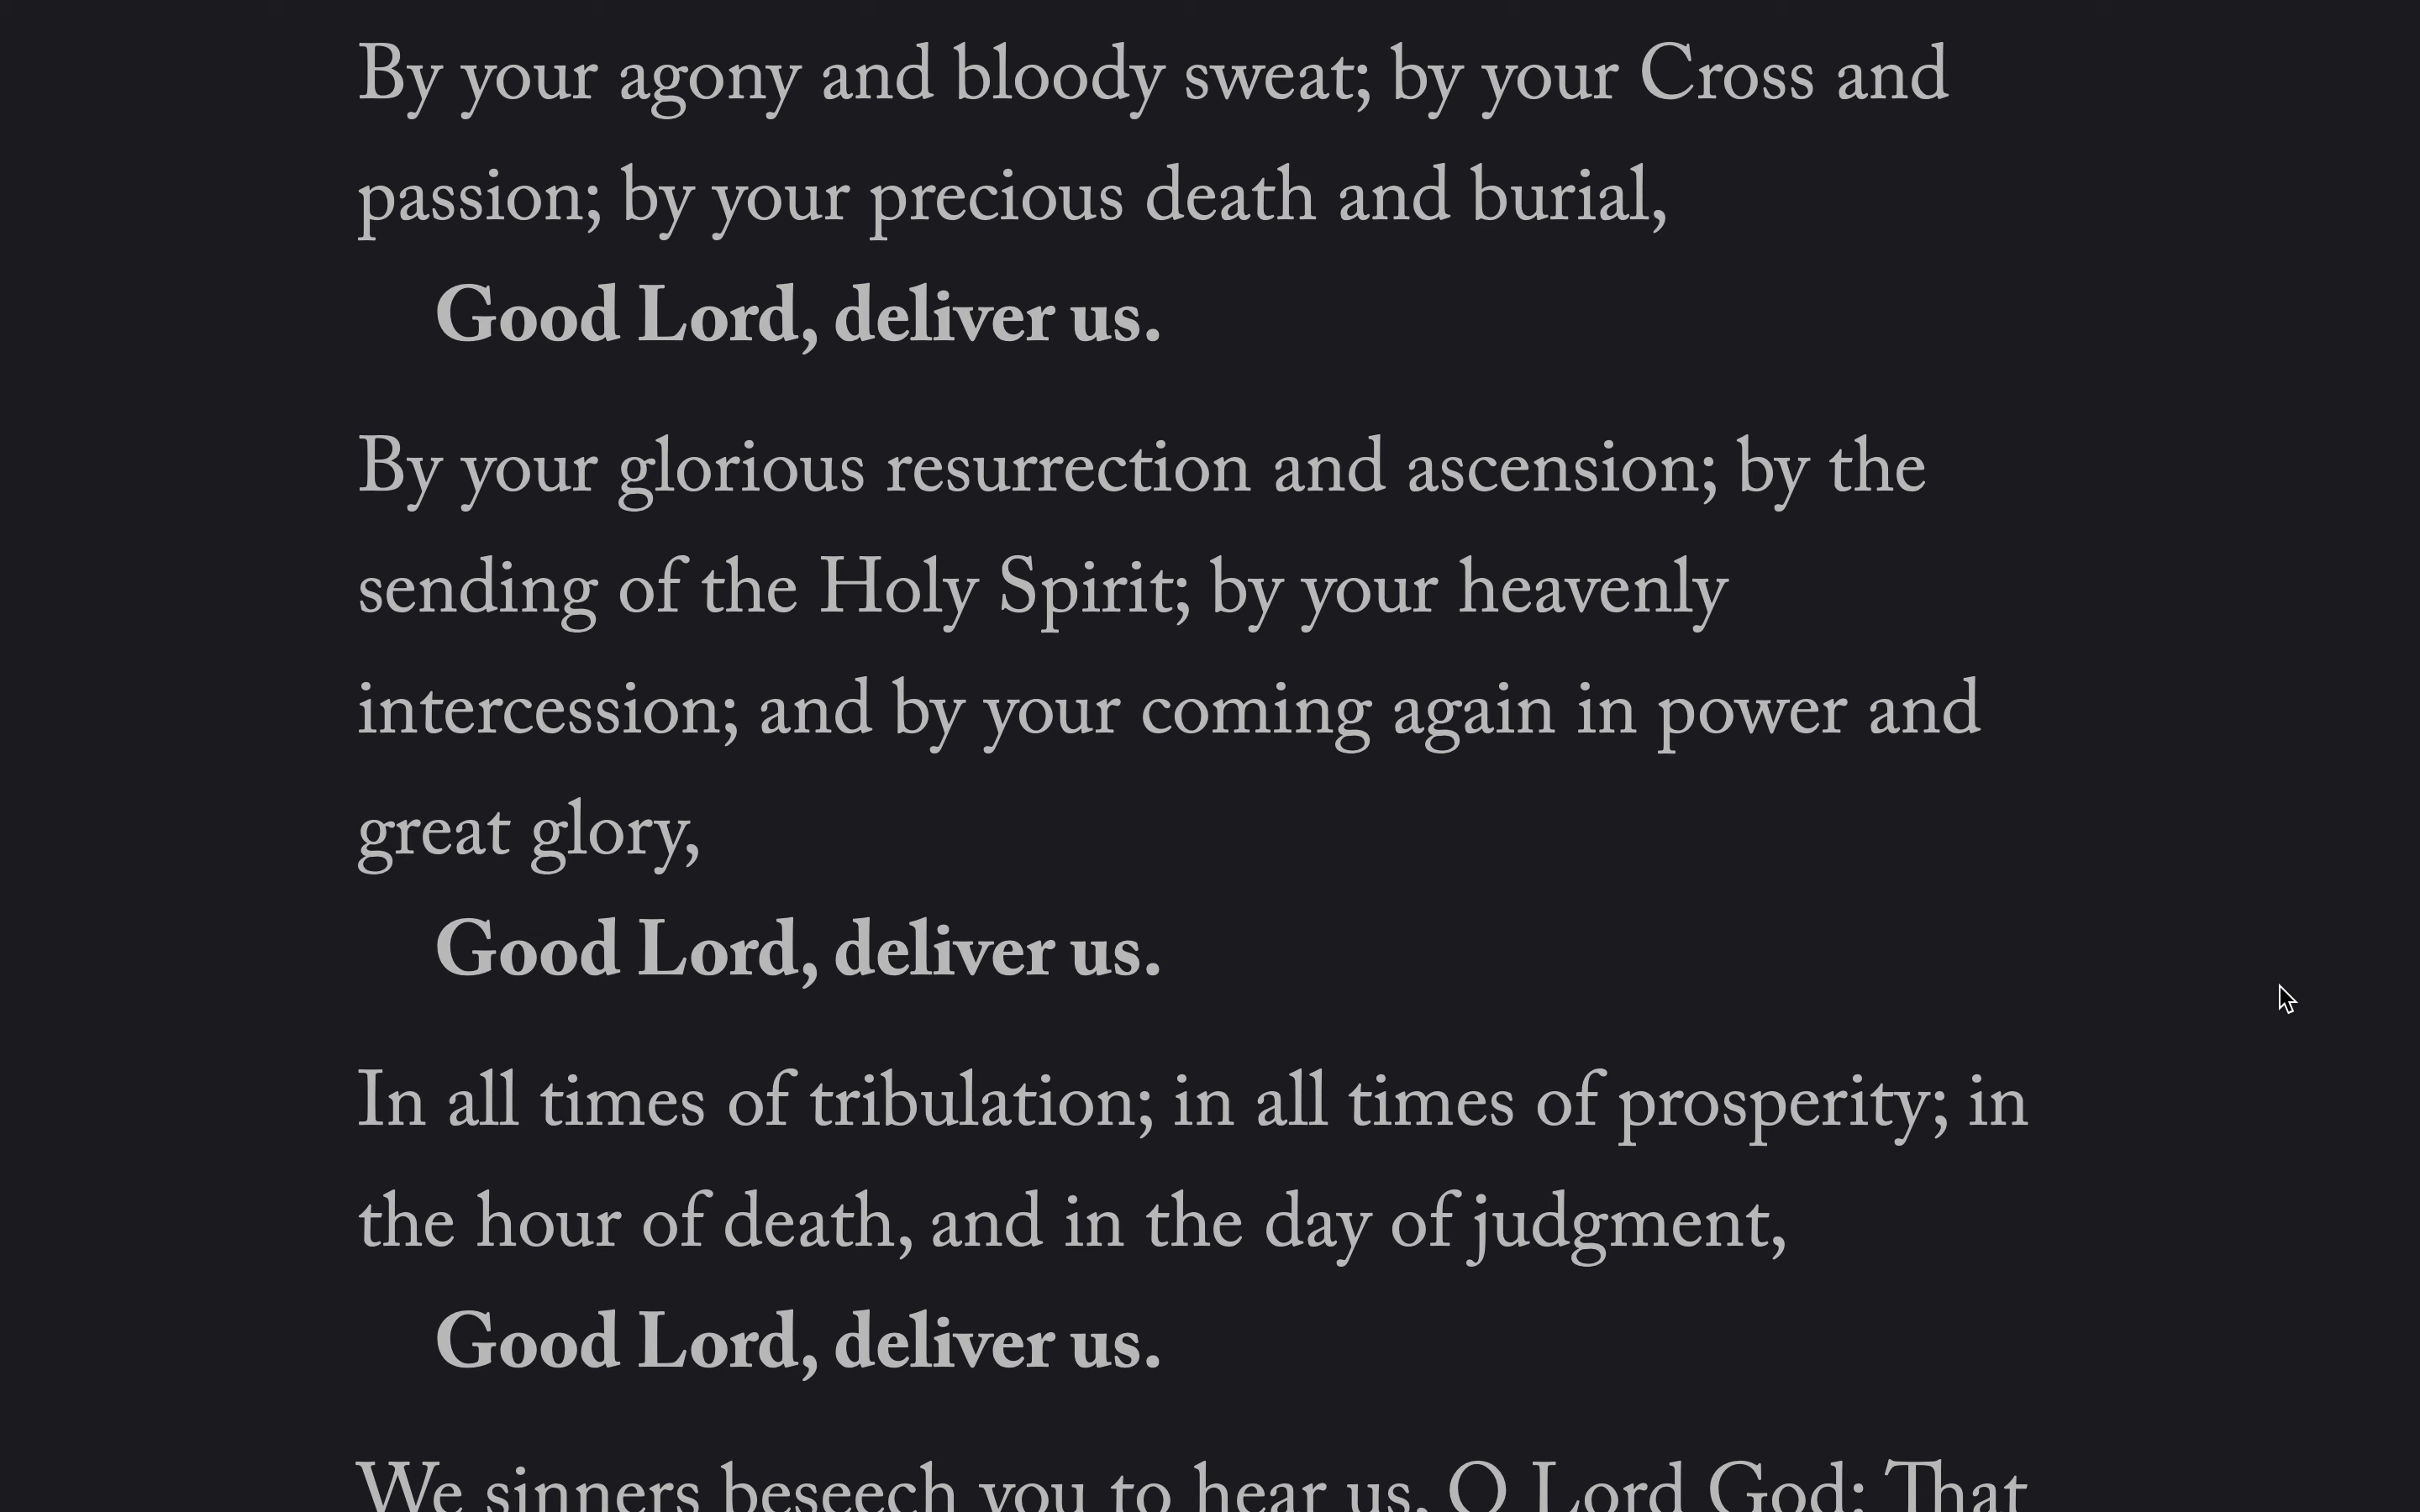 By your agony and bloody sweat; by your Cross and
passion; by your precious death and burial,
Good Lord, deliver us.
By your glorious resurrection and ascension; by the
sending of the Holy Spirit; by your heavenly
intercession; and by your coming again in power and
great glory,
Good Lord, deliver us.
In all times of tribulation; in all times of prosperity; in
the hour of death, and in the day of judgment,
Good Lord, deliver us.
We sinners beseech you to hear us, O Lord God: That